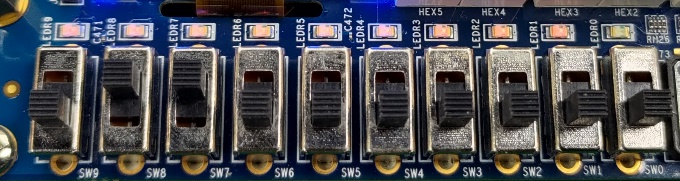 HEX5 HEX4 HEX3 HEX2
LEDR9 C471 LEDR8 LEDR7 LEDR6 LEDR5 C472 LEDR4 LEDR3 LEDR2 LEDR1 LEDR0
SW9 SW8 SW7 SW6 SW5 SW4 SW3 SW2 SW1 SW0